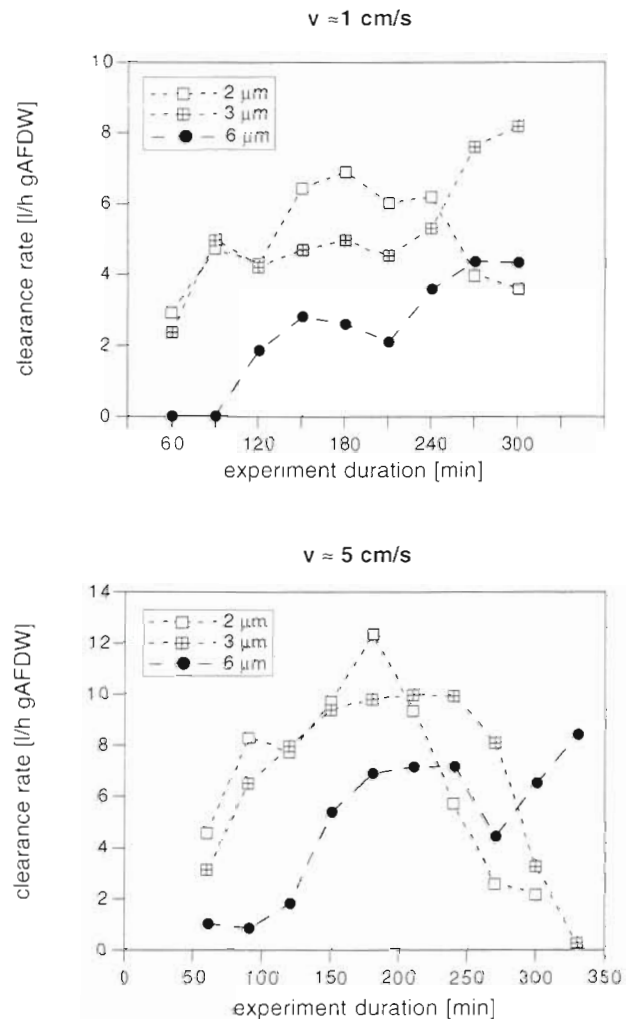 v ≈1 cm/s
10
8
6
4
2
0
clearance rate [l/h gAFDW]
2 µm
3 µm
6 µm
60 120 180 240 300
experiment duration [min]
v ≈ 5 cm/s
14
12
10
8
6
4
2
0
clearance rate [l/h gAFDW]
2 µm
3 µm
6 µm
0 50 100 150 200 250 300 350
experiment duration [min]